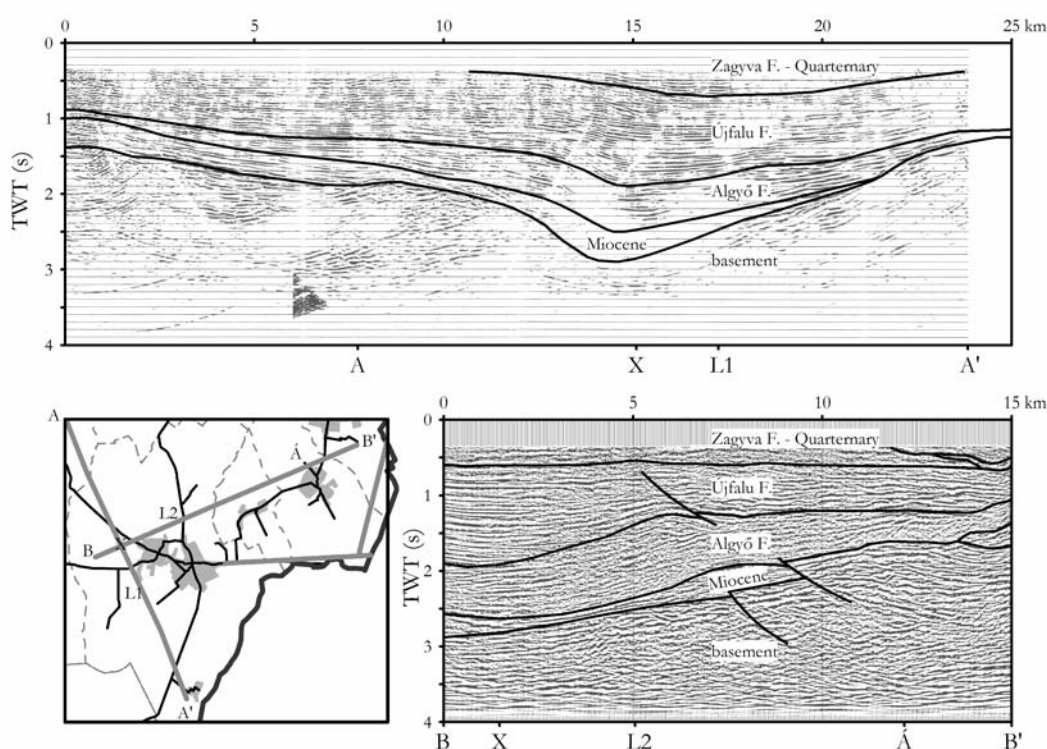 0 5 10 15 20 25 km
0
1
2
3
4
TWT (s)
Zagyva F. - Quarternary
Újfalu F.
Algyő F.
Miocene
basement
A X L1 A'
A
B'
Á
L2
B
L1
A'
0 5 10 15 km
0
1
2
3
4
TWT (s)
Zagyva F. - Quarternary
Újfalu F.
Algyő F.
Miocene
basement
B X L2 Á B'